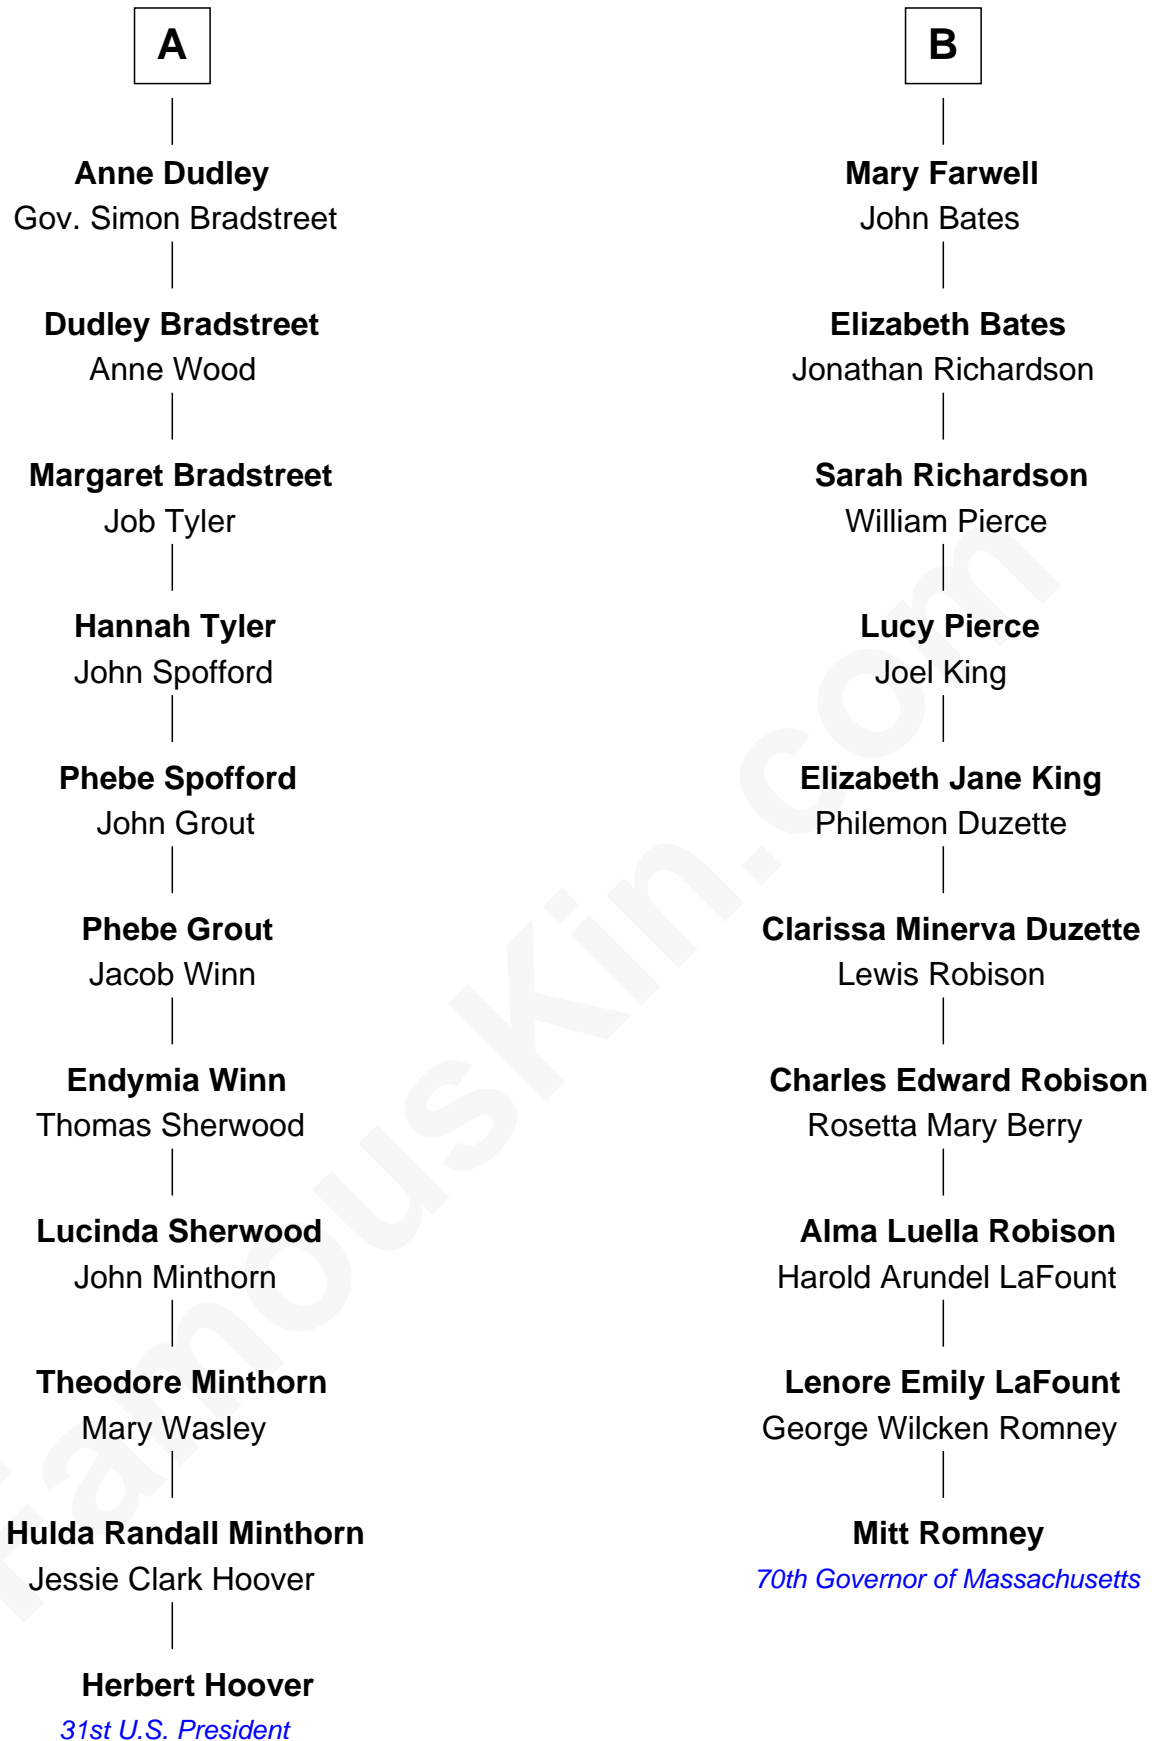 A
Anne Dudley
Gov. Simon Bradstreet
Dudley Bradstreet
Anne Wood
Margaret Bradstreet
Job Tyler
Hannah Tyler
John Spofford
Phebe Spofford
John Grout
Phebe Grout
Jacob Winn
Endymia Winn
Thomas Sherwood
Lucinda Sherwood
John Minthorn
Theodore Minthorn
Mary Wasley
Hulda Randall Minthorn
Jessie Clark Hoover
Herbert Hoover
31st U.S. President
B
Mary Farwell
John Bates
Elizabeth Bates
Jonathan Richardson
Sarah Richardson
William Pierce
Lucy Pierce
Joel King
Elizabeth Jane King
Philemon Duzette
Clarissa Minerva Duzette
Lewis Robison
Charles Edward Robison
Rosetta Mary Berry
Alma Luella Robison
Harold Arundel LaFount
Lenore Emily LaFount
George Wilcken Romney
Mitt Romney
70th Governor of Massachusetts
famouskin.com